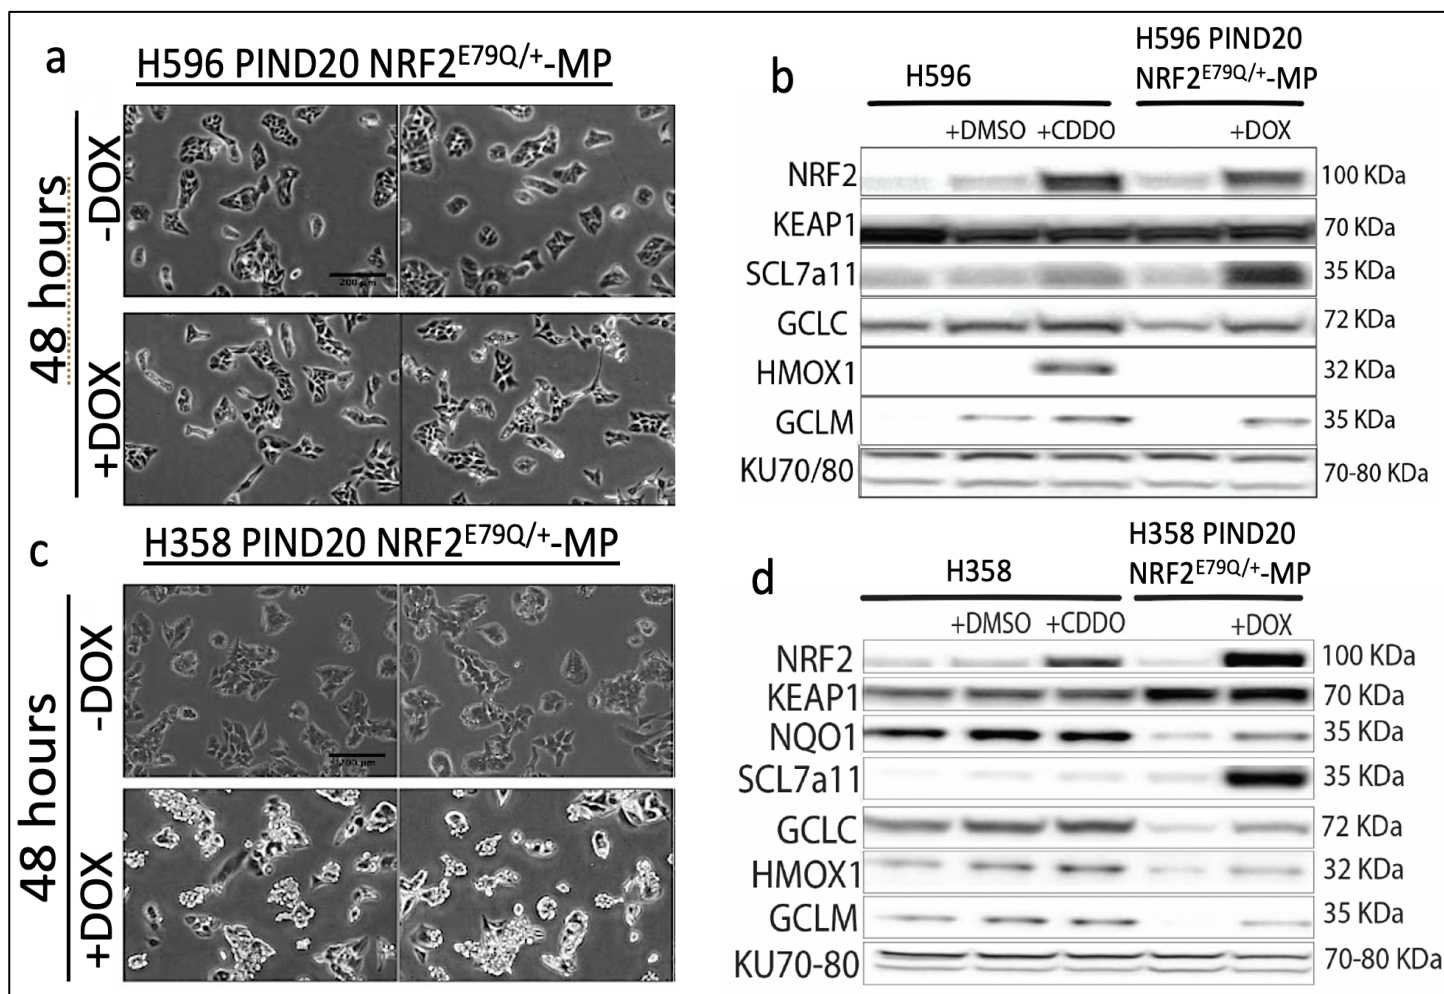 a
H596 PIND20 NRF2E79Q/+-MP
48 hours
-DOX
+DOX
200 μm
b
H596
H596 PIND20
NRF2E79Q/+-MP
+DMSO +CDDO +DOX
NRF2 100 KDa
KEAP1 70 KDa
SCL7a11 35 KDa
GCLC 72 KDa
HMOX1 32 KDa
GCLM 35 KDa
KU70/80 70-80 KDa
c
H358 PIND20 NRF2E79Q/+-MP
48 hours
-DOX
+DOX
200 μm
d
H358
H358 PIND20
NRF2E79Q/+-MP
+DMSO +CDDO +DOX
NRF2 100 KDa
KEAP1 70 KDa
NQO1 35 KDa
SCL7a11 35 KDa
GCLC 72 KDa
HMOX1 32 KDa
GCLM 35 KDa
KU70-80 70-80 KDa